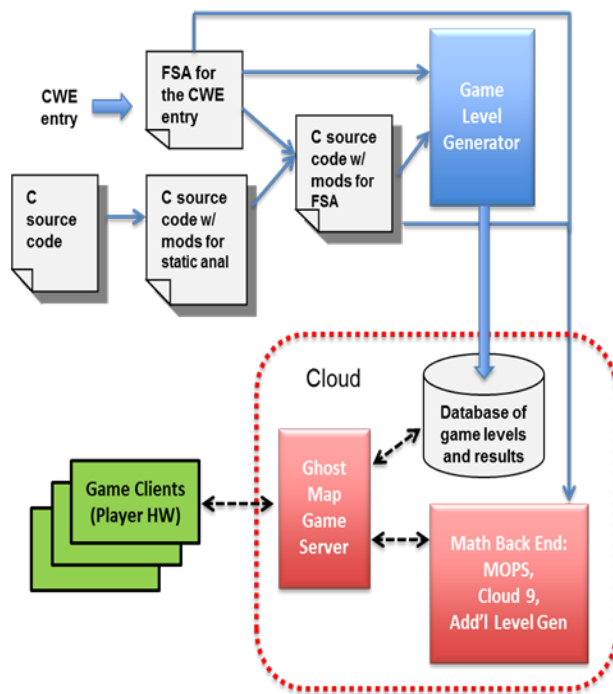 FSA for
the CWE
entry
CWE
entry
Game
Level
Generator
C source
code w/
mods for
FSA
C
source
code
C source
code w/
mods for
static anal
Cloud
Database of
game levels
and results
Ghost
Map
Game
Server
Game Clients
(Player HW)
Math Back End:
MOPS,
Cloud 9,
Add'l Level Gen